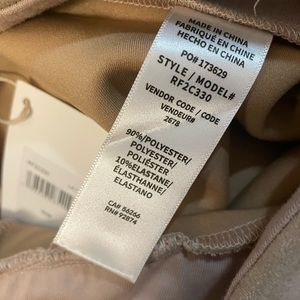 MADE IN CHINA
FABRIQUÉ EN CHINE
HECHO EN CHINA
PO# 173629
STYLE / MODEL#
RF2C330
VENDOR CODE / CODE
VENDEUR#
2678
90%/POLYESTER/
POLYESTER/
POLIÉSTER
10%ELASTANE/
ÉLASTHANNE/
ELASTANO
CA# 56266
RN# 92874